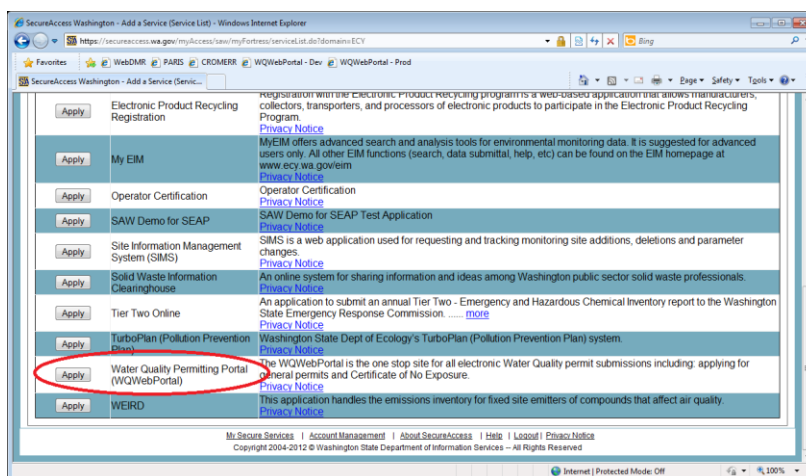 SecureAccess Washington - Add a Service (Service List) - Windows Internet Explorer
https://secureaccess.wa.gov/myAccess/saw/myFortress/serviceList.do?domain=ECY
Bing
Favorites WebDMR PARIS CROMERR WQWebPortal - Dev WQWebPortal - Prod
SecureAccess Washington - Add a Service (Servic...
Page Safety Tools
Apply
Electronic Product Recycling
Registration
Registration with the Electronic Product Recycling program is a web-based application that allows manufacturers,
collectors, transporters, and processors of electronic products to participate in the Electronic Product Recycling
Program.
Privacy Notice
Apply
My EIM
MyEIM offers advanced search and analysis tools for environmental monitoring data. It is suggested for advanced
users only. All other EIM functions (search, data submittal, help, etc) can be found on the EIM homepage at
www.ecy.wa.gov/eim
Privacy Notice
Apply
Operator Certification
Operator Certification
Privacy Notice
Apply
SAW Demo for SEAP
SAW Demo for SEAP Test Application
Privacy Notice
Apply
Site Information Management
System (SIMS)
SIMS is a web application used for requesting and tracking monitoring site additions, deletions and parameter
changes.
Privacy Notice
Apply
Solid Waste Information
Clearinghouse
An online system for sharing information and ideas among Washington public sector solid waste professionals.
Privacy Notice
Apply
Tier Two Online
An application to submit an annual Tier Two - Emergency and Hazardous Chemical Inventory report to the Washington
State Emergency Response Commission. ...... more
Privacy Notice
Apply
TurboPlan (Pollution Prevention
Plan)
Washington State Dept of Ecology's TurboPlan (Pollution Prevention Plan) system.
Privacy Notice
Apply
Water Quality Permitting Portal
(WQWebPortal)
The WQWebPortal is the one stop site for all electronic Water Quality permit submissions including: applying for
general permits and Certificate of No Exposure.
Privacy Notice
Apply
WEIRD
This application handles the emissions inventory for fixed site emitters of compounds that affect air quality.
Privacy Notice
My Secure Services | Account Management | About SecureAccess | Help | Logout | Privacy Notice
Copyright 2004-2012 © Washington State Department of Information Services – All Rights Reserved
Internet | Protected Mode: Off 100%